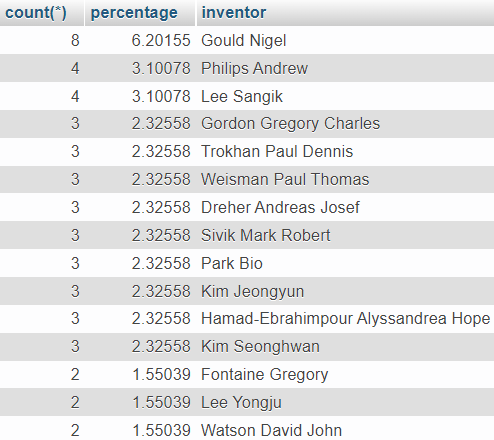 count(*) percentage inventor
8 6.20155 Gould Nigel
4 3.10078 Philips Andrew
4 3.10078 Lee Sangik
3 2.32558 Gordon Gregory Charles
3 2.32558 Trokhan Paul Dennis
3 2.32558 Weisman Paul Thomas
3 2.32558 Dreher Andreas Josef
3 2.32558 Sivik Mark Robert
3 2.32558 Park Bio
3 2.32558 Kim Jeongyun
3 2.32558 Hamad-Ebrahimpour Alyssandrea Hope
3 2.32558 Kim Seonghwan
2 1.55039 Fontaine Gregory
2 1.55039 Lee Yongju
2 1.55039 Watson David John